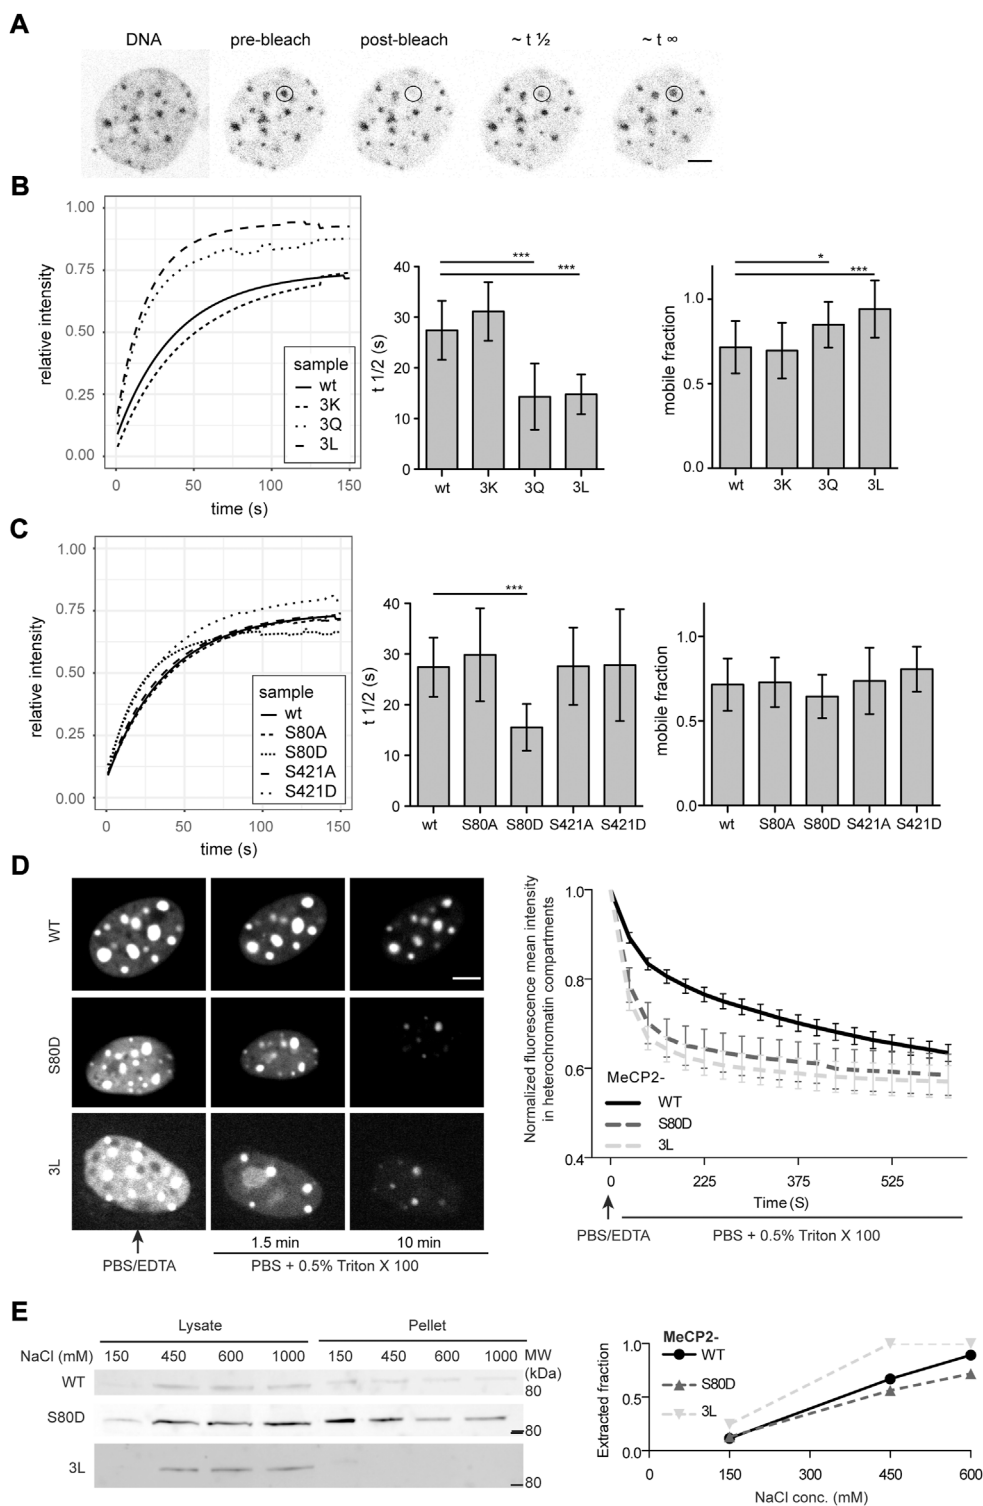 A
DNA pre-bleach post-bleach ~ t ½ ~ t ∞
B
relative intensity
1.00
0.75
0.50
0.25
0.00
0 50 100 150
time (s)
sample
wt
3K
3Q
3L
t 1/2 (s)
40
30
20
10
0
*** ***
wt 3K 3Q 3L
mobile fraction
1.0
0.5
0.0
* ***
wt 3K 3Q 3L
C
relative intensity
1.00
0.75
0.50
0.25
0.00
0 50 100 150
time (s)
sample
wt
S80A
S80D
S421A
S421D
t 1/2 (s)
40
30
20
10
0
***
wt S80A S80D S421A S421D
mobile fraction
1.0
0.5
0.0
wt S80A S80D S421A S421D
D
WT
S80D
3L
1.5 min 10 min
PBS/EDTA PBS + 0.5% Triton X 100
Normalized fluorescence mean intensity
in heterochromatin compartments
1.0
0.8
0.6
0.4
MeCP2-
WT
S80D
3L
0 225 375 525
Time (S)
PBS/EDTA PBS + 0.5% Triton X 100
E
Lysate Pellet
NaCl (mM) 150 450 600 1000 150 450 600 1000 MW
(kDa)
WT 80
S80D 80
3L 80
Extracted fraction
1.0
0.5
0.0
MeCP2-
WT
S80D
3L
0 150 300 450 600
NaCl conc. (mM)